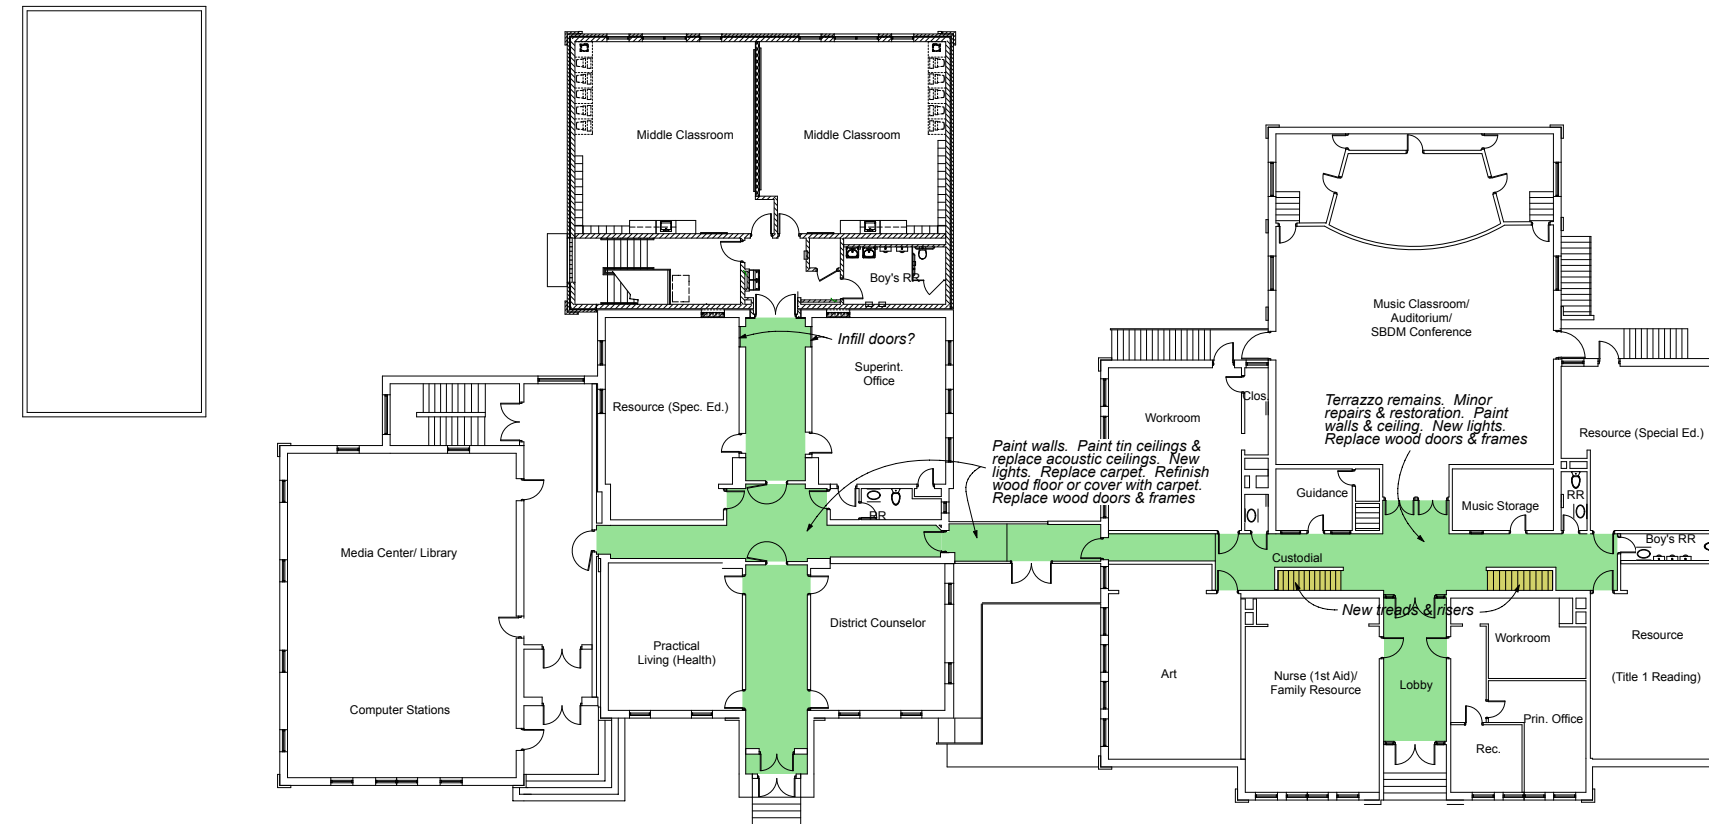 Middle Classroom
Middle Classroom
Boy's RR
Infill doors?
Superint.
Office
Resource (Spec. Ed.)
RR
Media Center/ Library
Computer Stations
Practical
Living (Health)
District Counselor
Paint walls.  Paint tin ceilings &
replace acoustic ceilings.  New
lights.  Replace carpet.  Refinish
wood floor or cover with carpet.
Replace wood doors & frames
Music Classroom/
Auditorium/
SBDM Conference
Workroom
Clos.
Terrazzo remains.  Minor
repairs & restoration.  Paint
walls & ceiling.  New lights.
Replace wood doors & frames
Resource (Special Ed.)
Guidance
Music Storage
RR
Boy's RR
Custodial
New treads & risers
Art
Nurse (1st Aid)/
Family Resource
Lobby
Workroom
Prin. Office
Rec.
Resource
(Title 1 Reading)